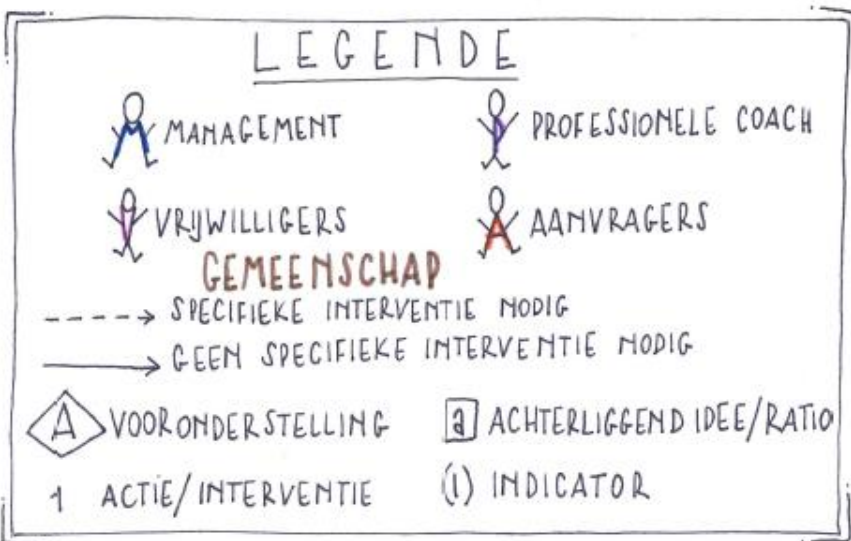 LEGENDE
M MANAGEMENT P PROFESSIONELE COACH
V VRIJWILLIGERS A AANVRAGERS
GEMEENSCHAP
SPECIFIEKE INTERVENTIE NODIG
GEEN SPECIFIEKE INTERVENTIE NODIG
A VOORONDERSTELLING a ACHTERLIGGEND IDEE/RATIO
1 ACTIE/INTERVENTIE (1) INDICATOR